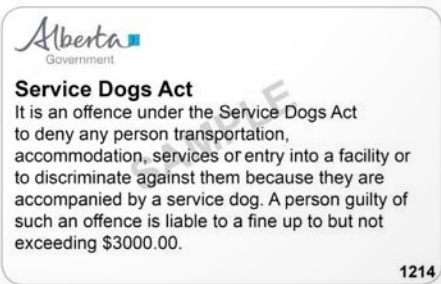 Alberta
Government
Service Dogs Act
It is an offence under the Service Dogs Act
to deny any person transportation,
accommodation, services or entry into a facility or
to discriminate against them because they are
accompanied by a service dog. A person guilty of
such an offence is liable to a fine up to but not
exceeding $3000.00.
SAMPLE
1214